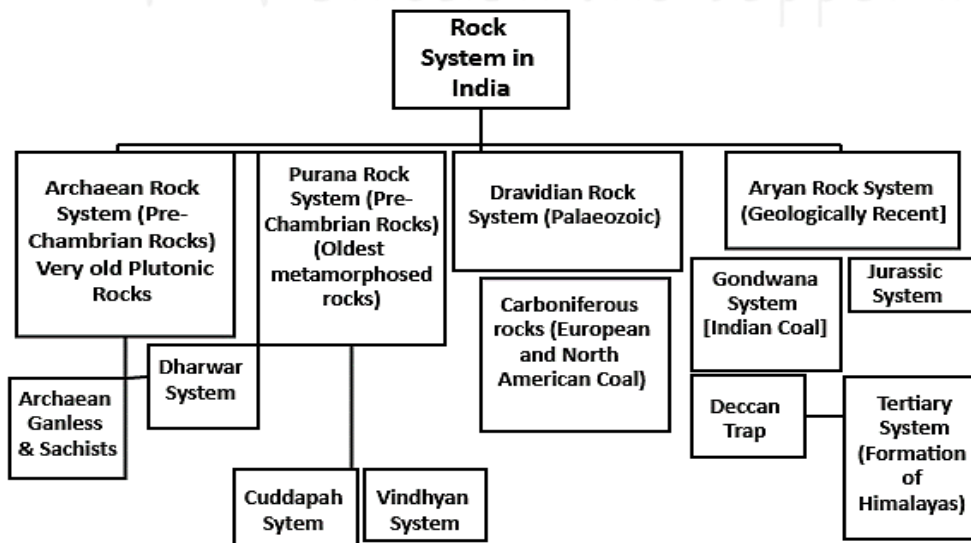 Rock
System in
India
Archaean Rock
System (Pre-
Chambrian Rocks)
Very old Plutonic
Rocks
Purana Rock
System (Pre-
Chambrian Rocks)
(Oldest
metamorphosed
rocks)
Dravidian Rock
System (Palaeozoic)
Aryan Rock System
(Geologically Recent]
Archaean
Ganless
& Sachists
Dharwar
System
Cuddapah
Sytem
Vindhyan
System
Carboniferous
rocks (European
and North
American Coal)
Gondwana
System
[Indian Coal]
Jurassic
System
Deccan
Trap
Tertiary
System
(Formation
of
Himalayas)